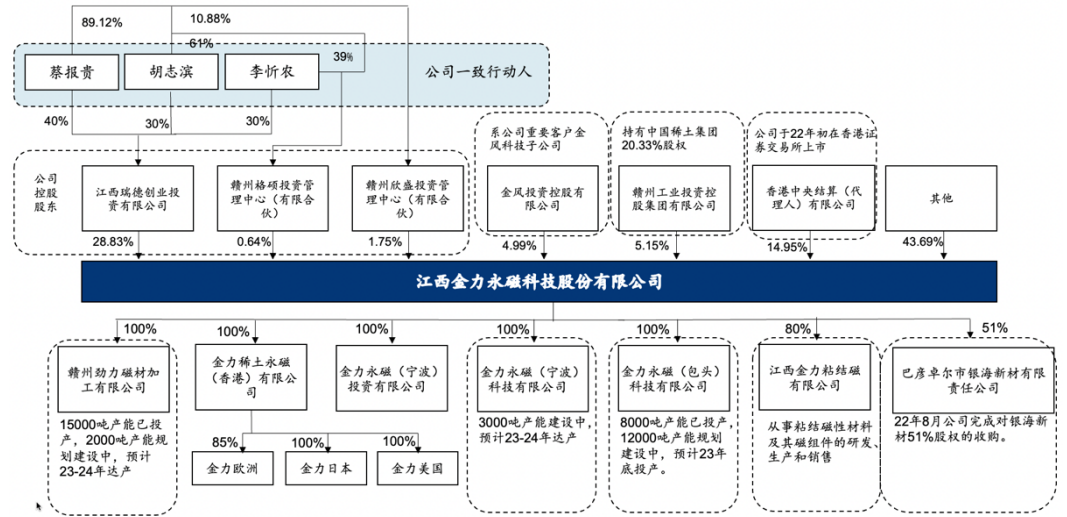 89.12%
10.88%
61%
39%
蔡报贵
胡志滨
李忻农
公司一致行动人
40%
30%
30%
系公司重要客户金
风科技子公司
持有中国稀土集团
20.33%股权
公司于22年初在香港证
券交易所上市
公司
控股
股东
江西瑞德创业投
资有限公司
赣州格硕投资管
理中心（有限合
伙）
赣州欣盛投资管
理中心（有限合
伙）
金风投资控股有
限公司
赣州工业投资控
股集团有限公司
香港中央结算（代
理人）有限公司
其他
28.83%
0.64%
1.75%
4.99%
5.15%
14.95%
43.69%
江西金力永磁科技股份有限公司
100%
100%
100%
100%
100%
80%
51%
赣州劲力磁材加
工有限公司
金力稀土永磁
（香港）有限公
司
金力永磁（宁波）
投资有限公司
金力永磁（宁波）
科技有限公司
金力永磁（包头）
科技有限公司
江西金力粘结磁
有限公司
巴彦卓尔市银海新材有限
责任公司
15000吨产能已投
产，2000吨产能规
划建设中，预计
23-24年达产
3000吨产能建设中，
预计23-24年达产
8000吨产能已投产，
12000吨产能规划
建设中，预计23年
底投产。
从事粘结磁性材料
及其磁组件的研发、
生产和销售
22年8月公司完成对银海新
材51%股权的收购。
85%
100%
100%
金力欧洲
金力日本
金力美国